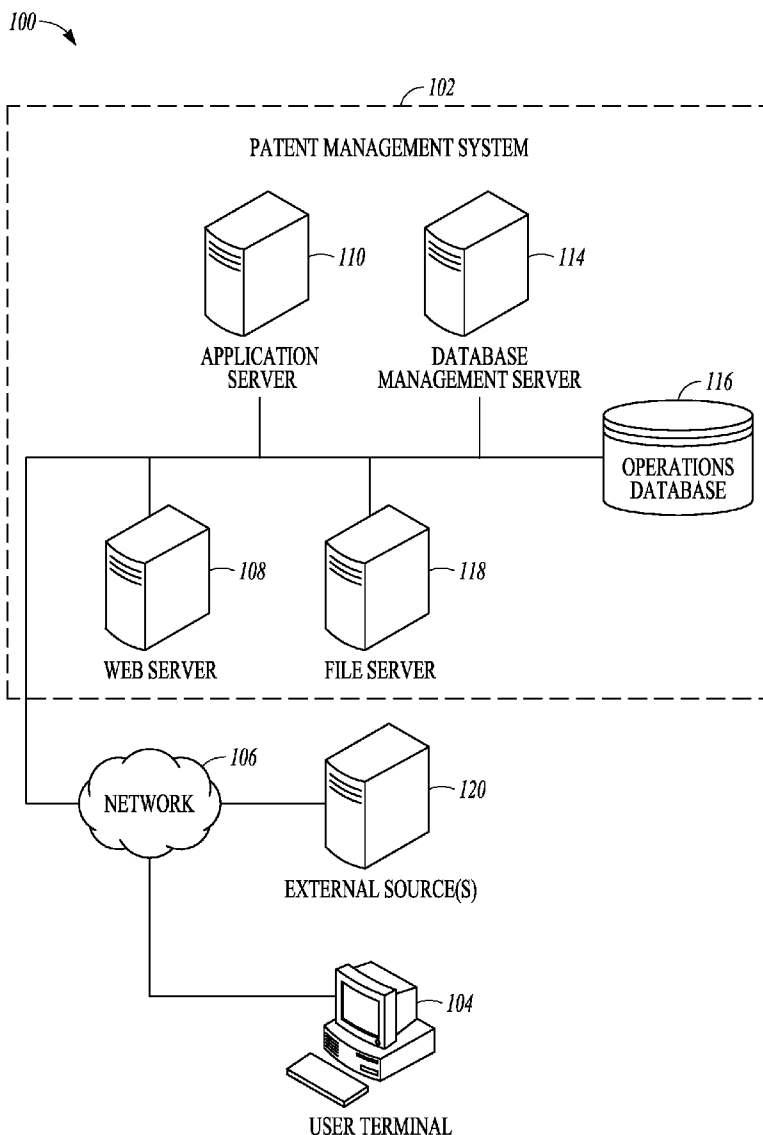 100
102
PATENT MANAGEMENT SYSTEM
110
114
APPLICATION
SERVER
DATABASE
MANAGEMENT SERVER
116
OPERATIONS
DATABASE
108
118
WEB SERVER
FILE SERVER
106
NETWORK
120
EXTERNAL SOURCE(S)
104
USER TERMINAL